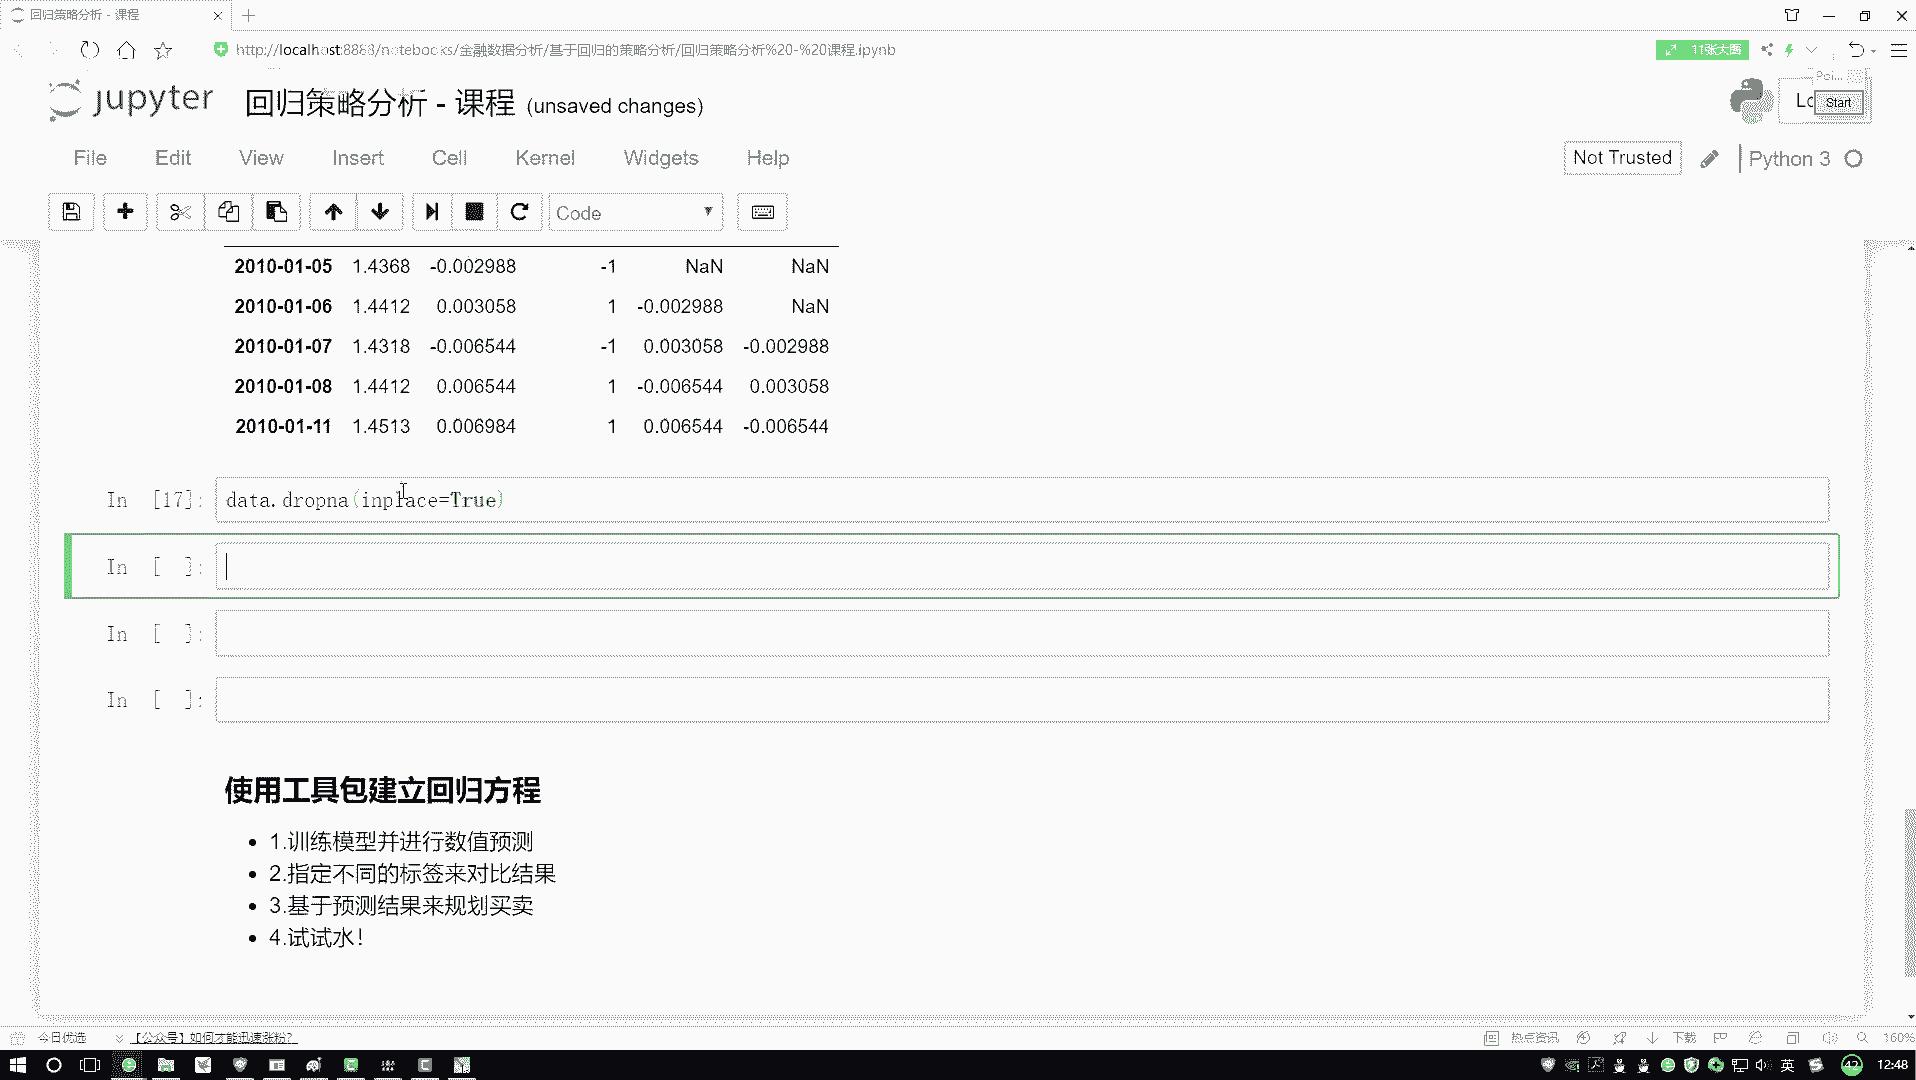 回归策略分析 - 课程
http://localhost:8888/notebooks/金融数据分析/基于回归的策略分析/回归策略分析%20-%20课程.ipynb
11张大图
jupyter 回归策略分析 - 课程 (unsaved changes)
Poi...
Start
File Edit View Insert Cell Kernel Widgets Help
Not Trusted
Python 3
Code
2010-01-05 1.4368 -0.002988 -1 NaN NaN
2010-01-06 1.4412 0.003058 1 -0.002988 NaN
2010-01-07 1.4318 -0.006544 -1 0.003058 -0.002988
2010-01-08 1.4412 0.006544 1 -0.006544 0.003058
2010-01-11 1.4513 0.006984 1 0.006544 -0.006544
In [17]: data.dropna(inplace=True)
In [ ]:
In [ ]:
In [ ]:
使用工具包建立回归方程
1.训练模型并进行数值预测
2.指定不同的标签来对比结果
3.基于预测结果来规划买卖
4.试试水！
今日优选
【公众号】如何才能迅速涨粉?
热点资讯
下载
160%
英
42
12:48